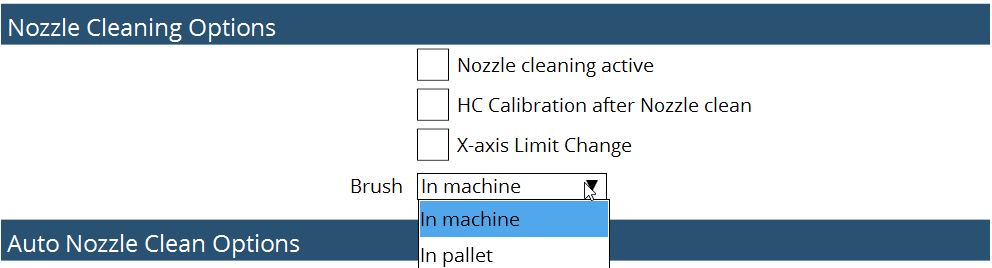 Nozzle Cleaning Options
Nozzle cleaning active
HC Calibration after Nozzle clean
X-axis Limit Change
Brush In machine
In machine
Auto Nozzle Clean Options
In pallet